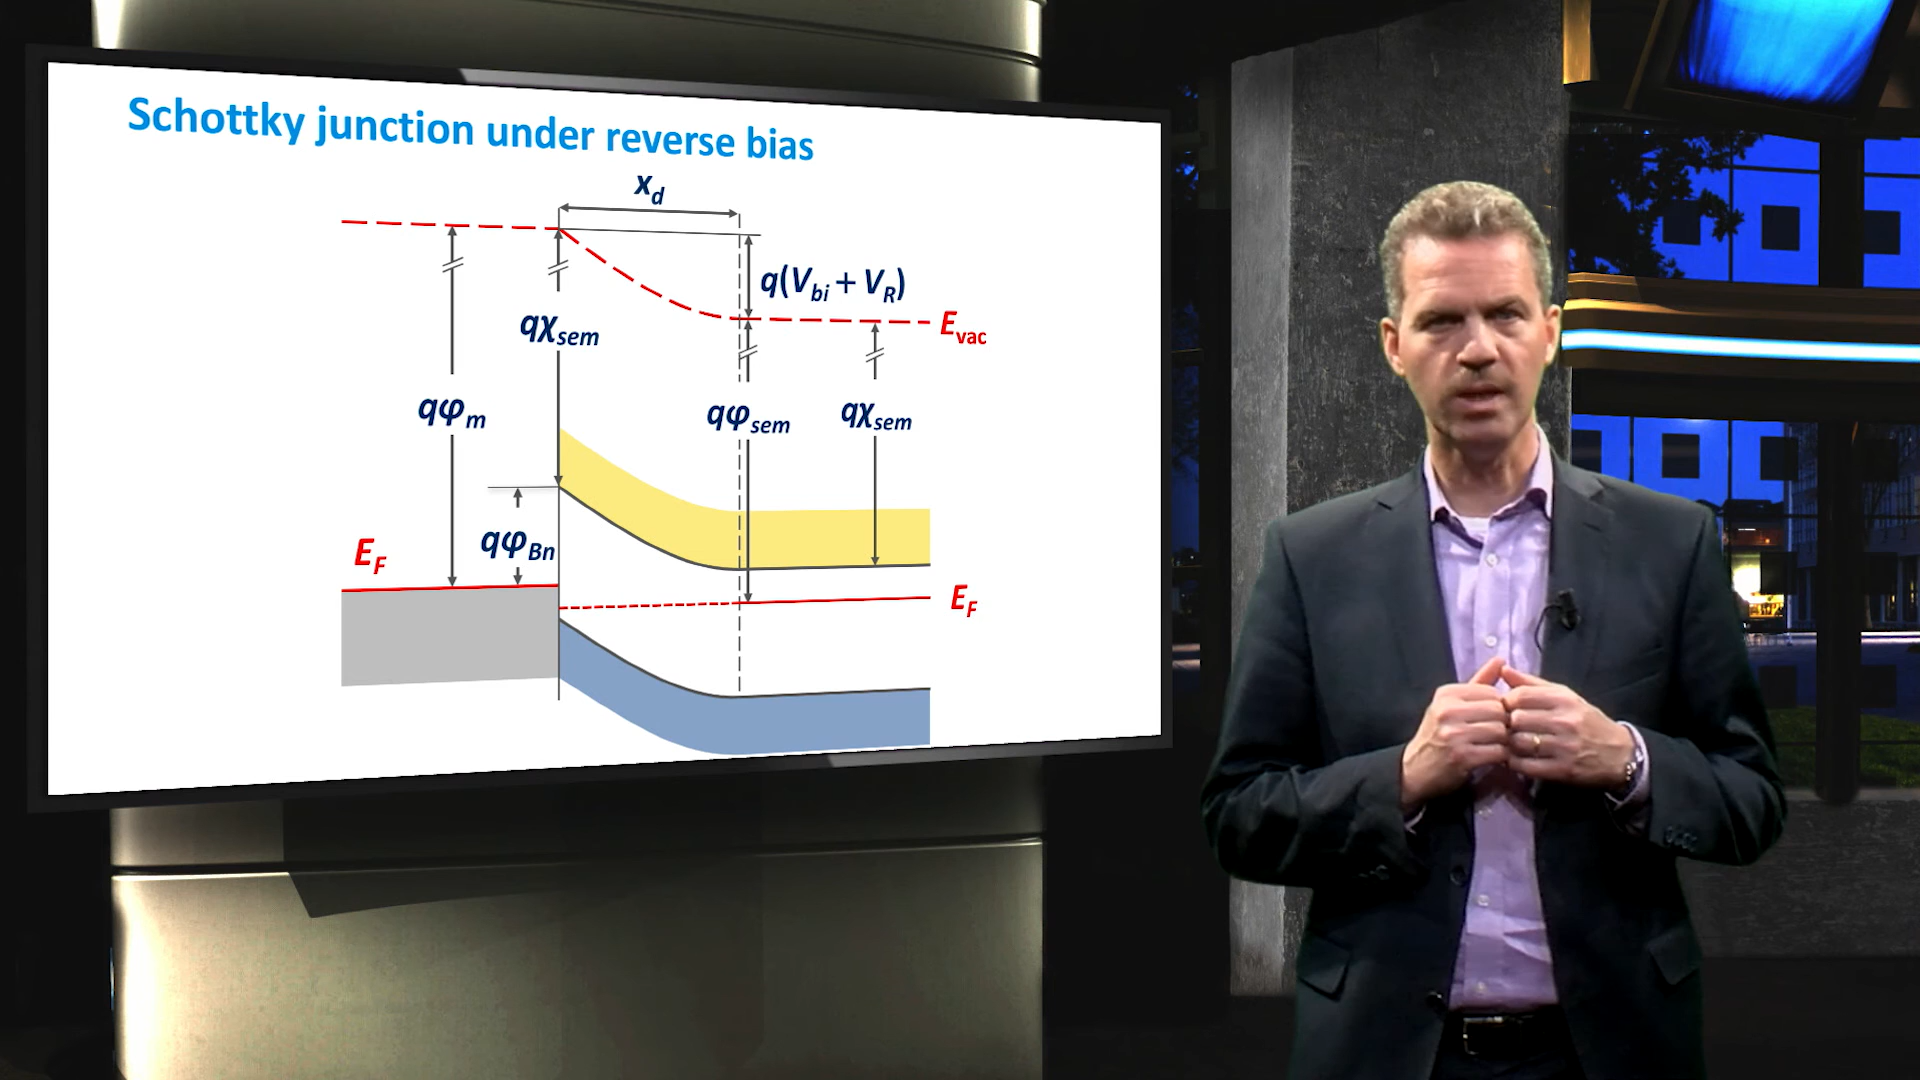 Schottky junction under reverse bias
x_d
q(V_bi + V_R)
E_vac
qχ_sem
qφ_m
qφ_sem
qχ_sem
qφ_Bn
E_F
E_F